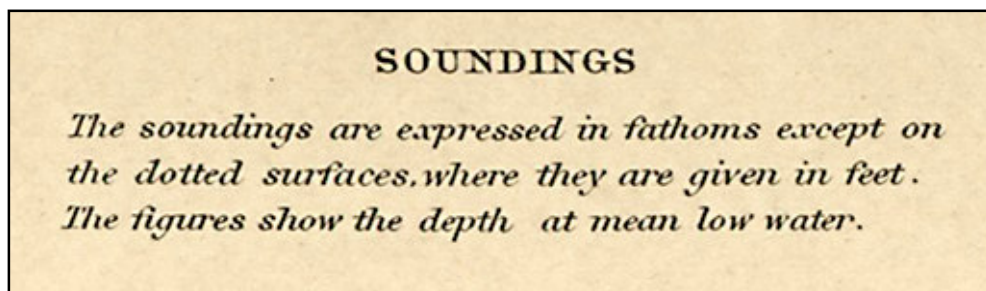 SOUNDINGS
The soundings are expressed in fathoms except on
the dotted surfaces, where they are given in feet.
The figures show the depth at mean low water.